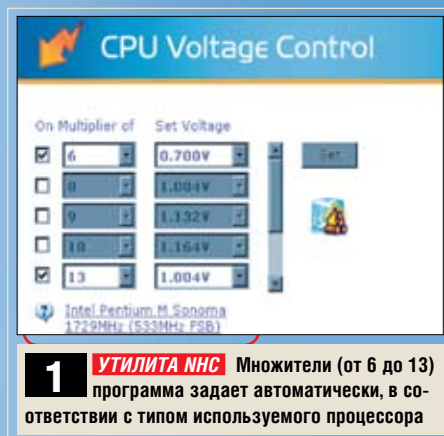 CPU Voltage Control
On Multiplier of Set Voltage
6 0.700V Set
8 1.004V
9 1.132V
10 1.164V
13 1.004V
Intel Pentium M Sonoma
1729MHz (533MHz FSB)
1 УТИЛИТА NHC Множители (от 6 до 13)
программа задает автоматически, в со-
ответствии с типом используемого процессора